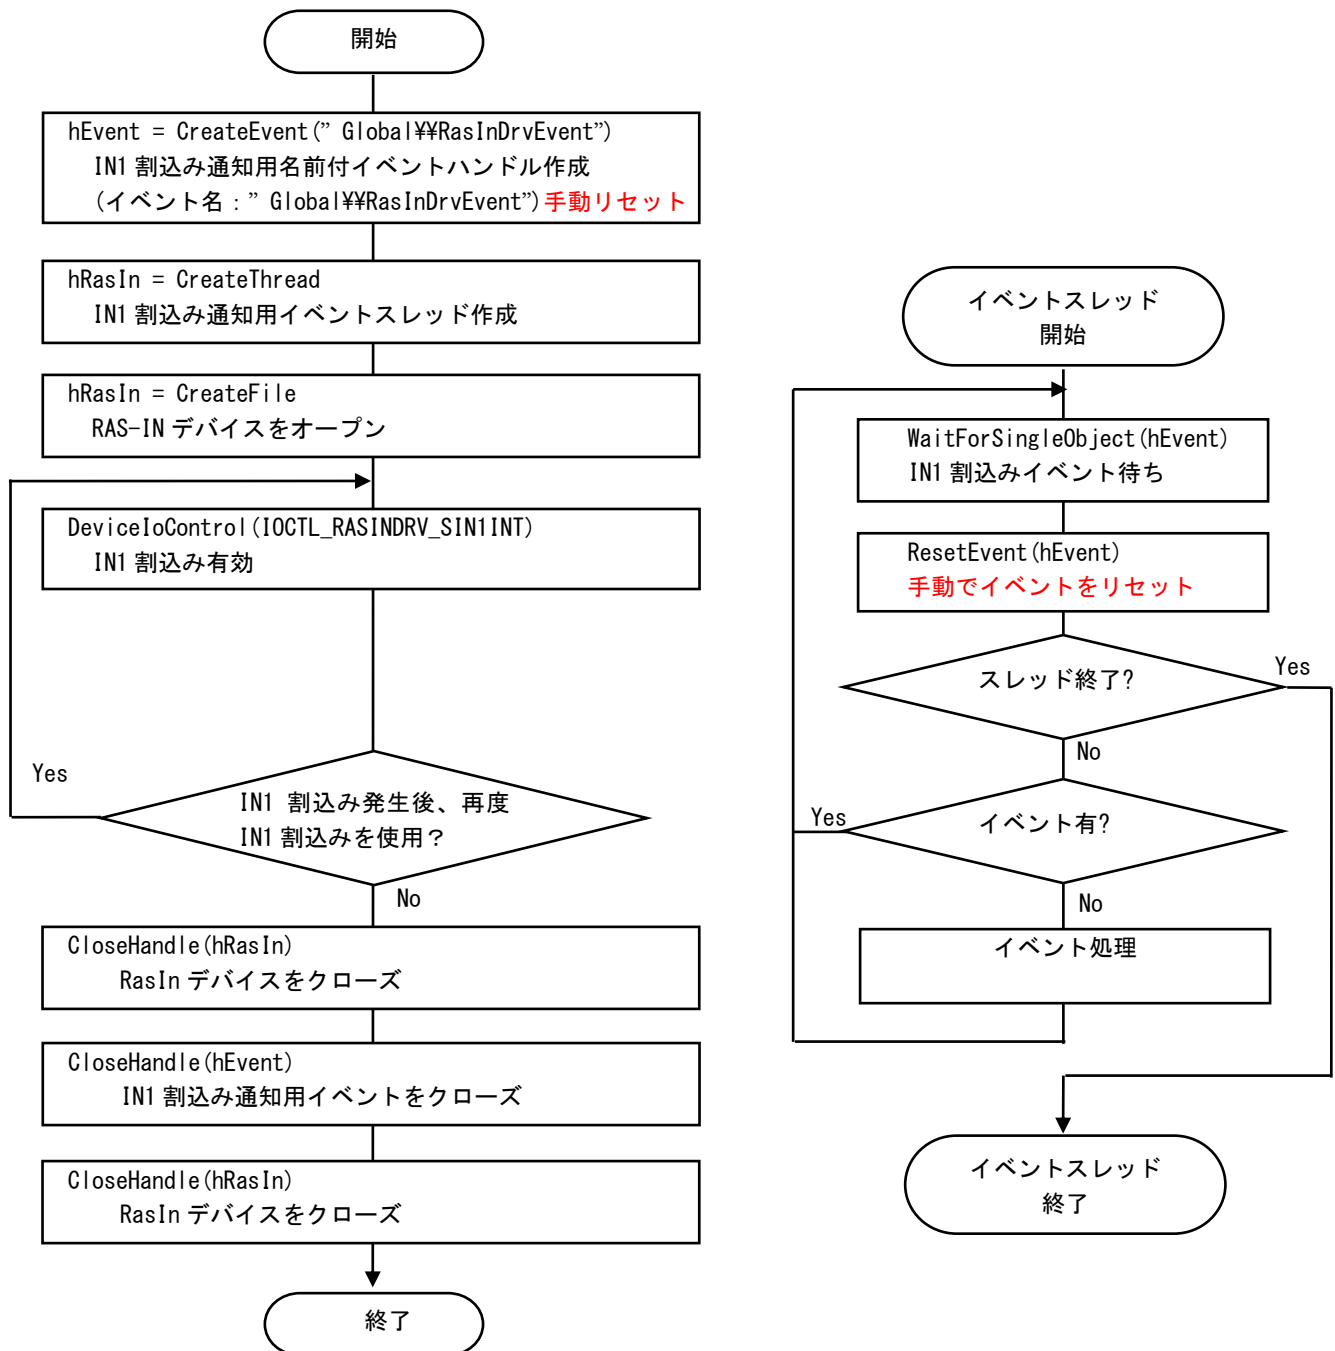 開始
hEvent = CreateEvent(” Global¥¥RasInDrvEvent”)
IN1 割込み通知用名前付イベントハンドル作成
(イベント名：” Global¥¥RasInDrvEvent”)手動リセット
hRasIn = CreateThread
IN1 割込み通知用イベントスレッド作成
hRasIn = CreateFile
RAS-IN デバイスをオープン
DeviceIoControl(IOCTL_RASINDRV_SIN1INT)
IN1 割込み有効
Yes
IN1 割込み発生後、再度
IN1 割込みを使用？
No
CloseHandle(hRasIn)
RasIn デバイスをクローズ
CloseHandle(hEvent)
IN1 割込み通知用イベントをクローズ
CloseHandle(hRasIn)
RasIn デバイスをクローズ
終了
イベントスレッド
開始
WaitForSingleObject(hEvent)
IN1 割込みイベント待ち
ResetEvent(hEvent)
手動でイベントをリセット
スレッド終了?
Yes
No
イベント有?
Yes
No
イベント処理
イベントスレッド
終了